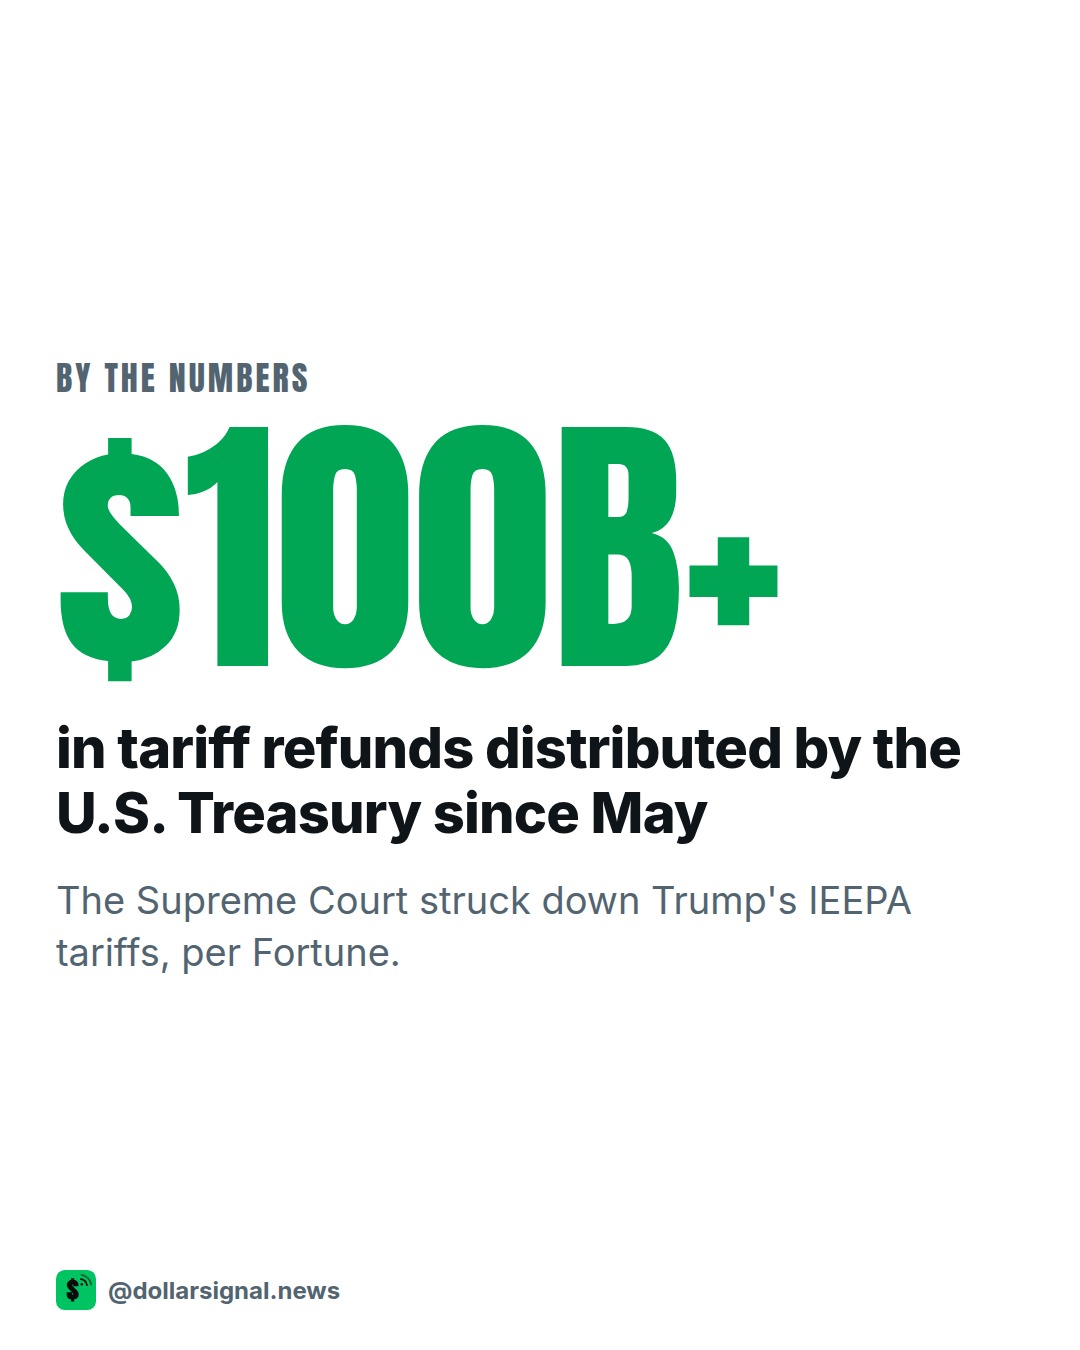 BY THE NUMBERS
$100B+
in tariff refunds distributed by the
U.S. Treasury since May
The Supreme Court struck down Trump's IEEPA
tariffs, per Fortune.
$
@dollarsignal.news